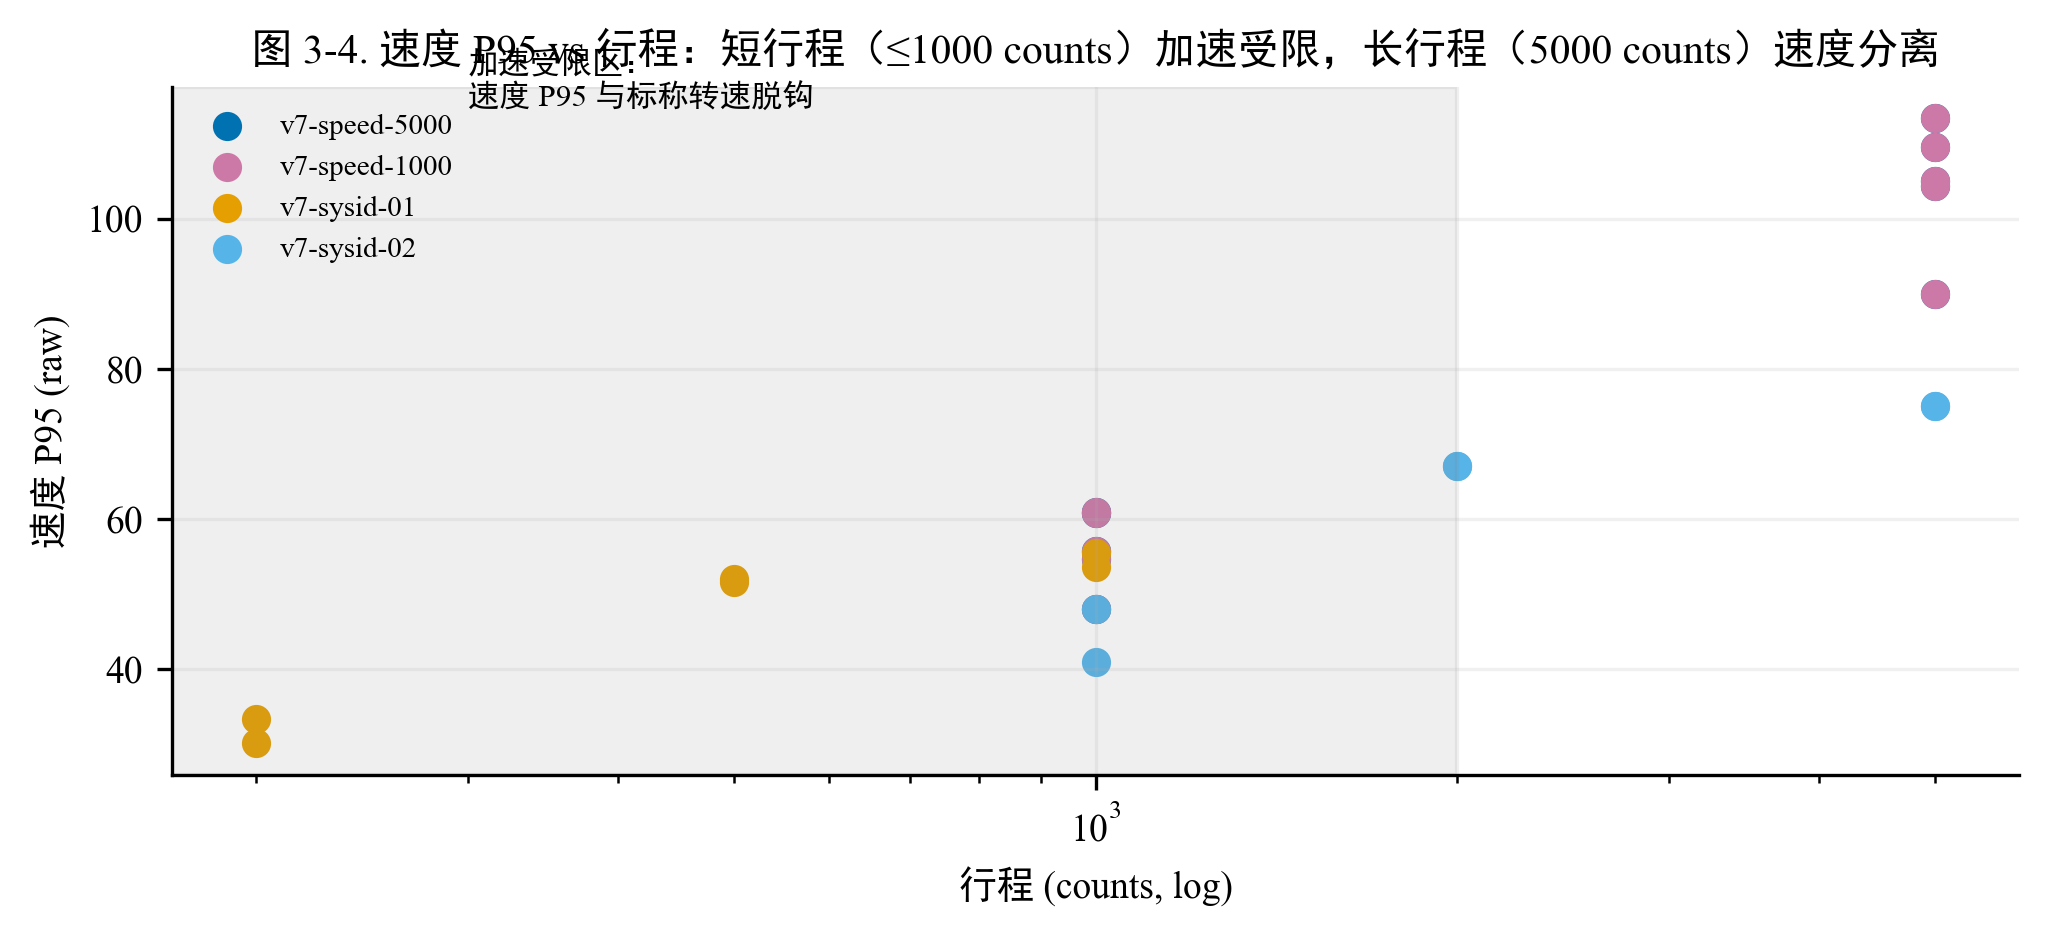 图 3-4. 速度 P95 vs 行程：短行程（≤1000 counts）加速受限，长行程（5000 counts）速度分离
加速受限区：
速度 P95 与标称转速脱钩
v7-speed-5000
v7-speed-1000
v7-sysid-01
v7-sysid-02
100
80
60
40
速度 P95 (raw)
10³
行程 (counts, log)